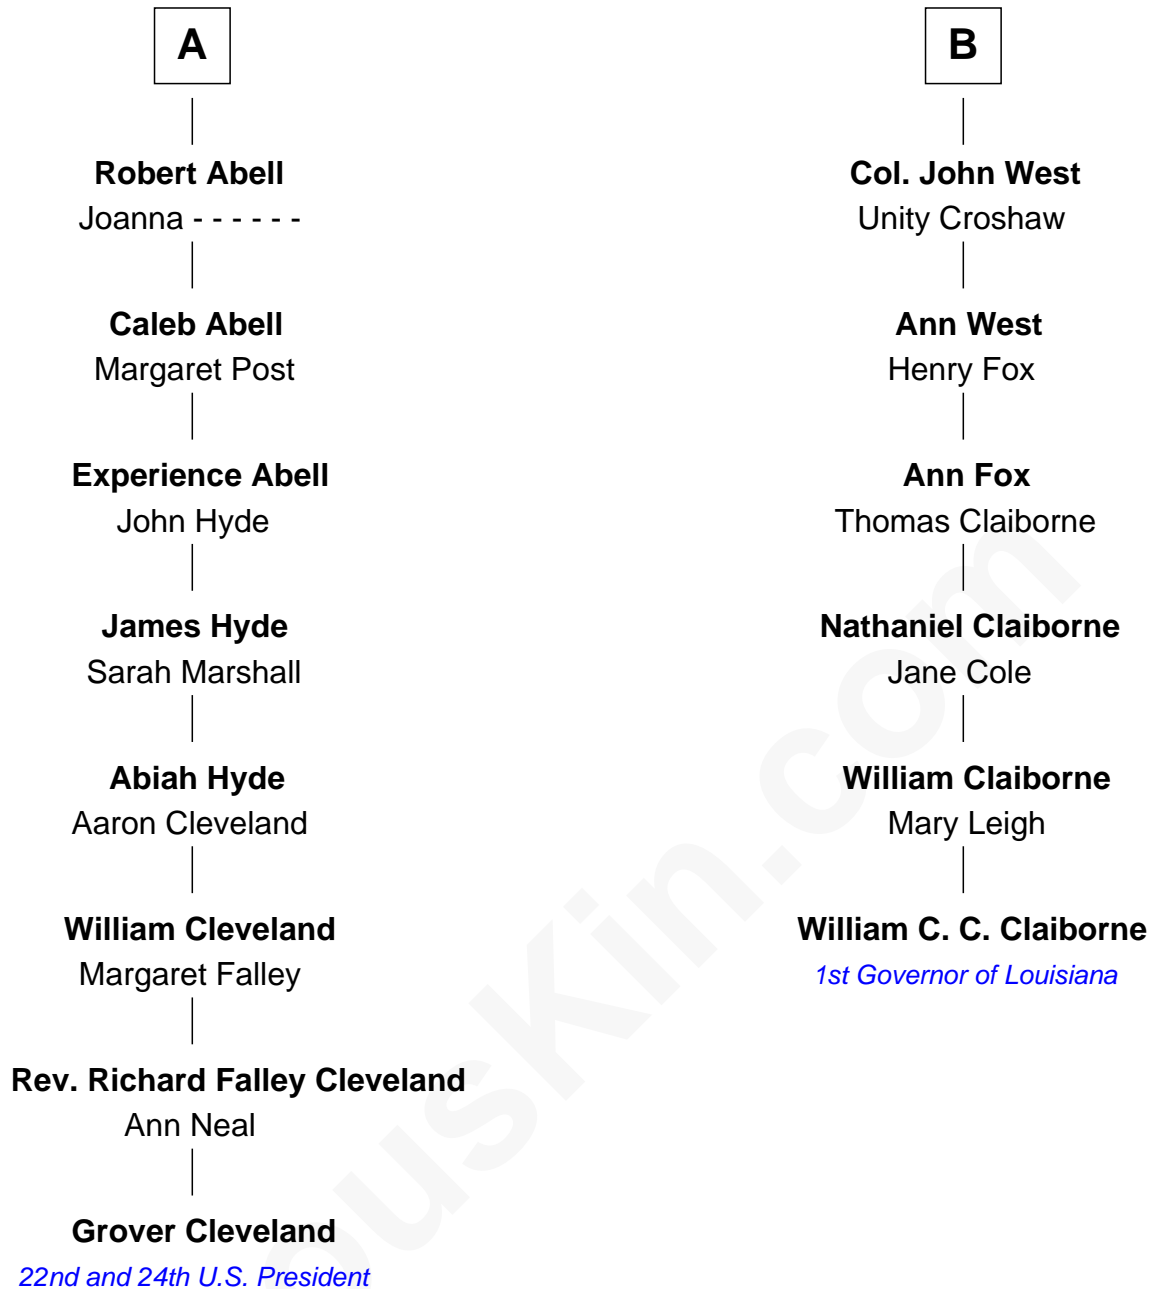 A
Robert Abell
Joanna - - - - - -
Caleb Abell
Margaret Post
Experience Abell
John Hyde
James Hyde
Sarah Marshall
Abiah Hyde
Aaron Cleveland
William Cleveland
Margaret Falley
Rev. Richard Falley Cleveland
Ann Neal
Grover Cleveland
22nd and 24th U.S. President
B
Col. John West
Unity Croshaw
Ann West
Henry Fox
Ann Fox
Thomas Claiborne
Nathaniel Claiborne
Jane Cole
William Claiborne
Mary Leigh
William C. C. Claiborne
1st Governor of Louisiana
ousKin.com